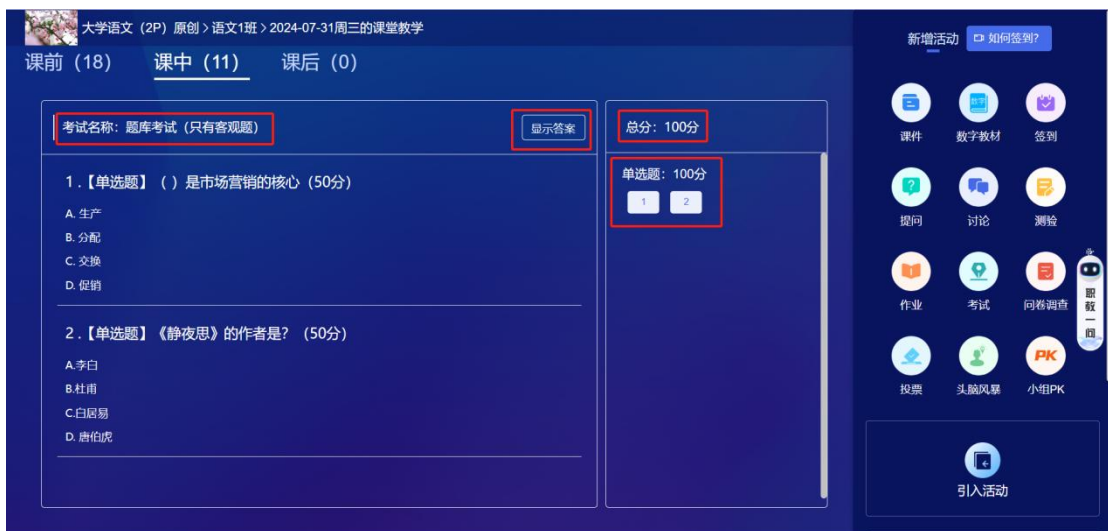 大学语文（2P）原创 > 语文1班 > 2024-07-31周三的课堂教学
课前（18） 课中（11） 课后（0）
考试名称：题库考试（只有客观题）
显示答案
1.【单选题】（ ）是市场营销的核心（50分）
A. 生产
B. 分配
C. 交换
D. 促销
2.【单选题】《静夜思》的作者是？（50分）
A.李白
B.杜甫
C.白居易
D. 唐伯虎
总分：100分
单选题：100分
1 2
新增活动 如何签到?
数字
课件 数字教材 签到
提问 讨论 测验
作业 考试 问卷调查
PK
投票 头脑风暴 小组PK
引入活动
职教一问